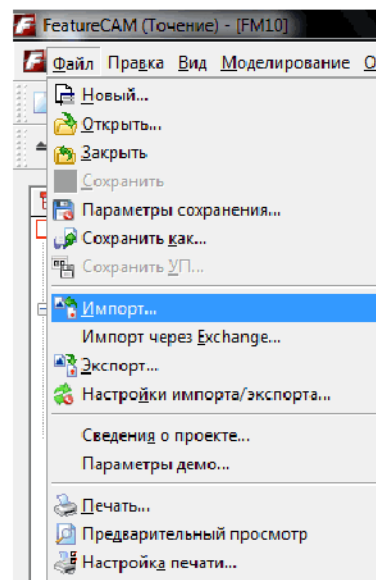 FeatureCAM (Точение) - [FM10]
Файл Правка Вид Моделирование О
Новый...
Открыть...
Закрыть
Сохранить
Параметры сохранения...
Сохранить как...
Сохранить УП...
Импорт...
Импорт через Exchange...
Экспорт...
Настройки импорта/экспорта...
Сведения о проекте...
Параметры демо...
Печать...
Предварительный просмотр
Настройка печати...